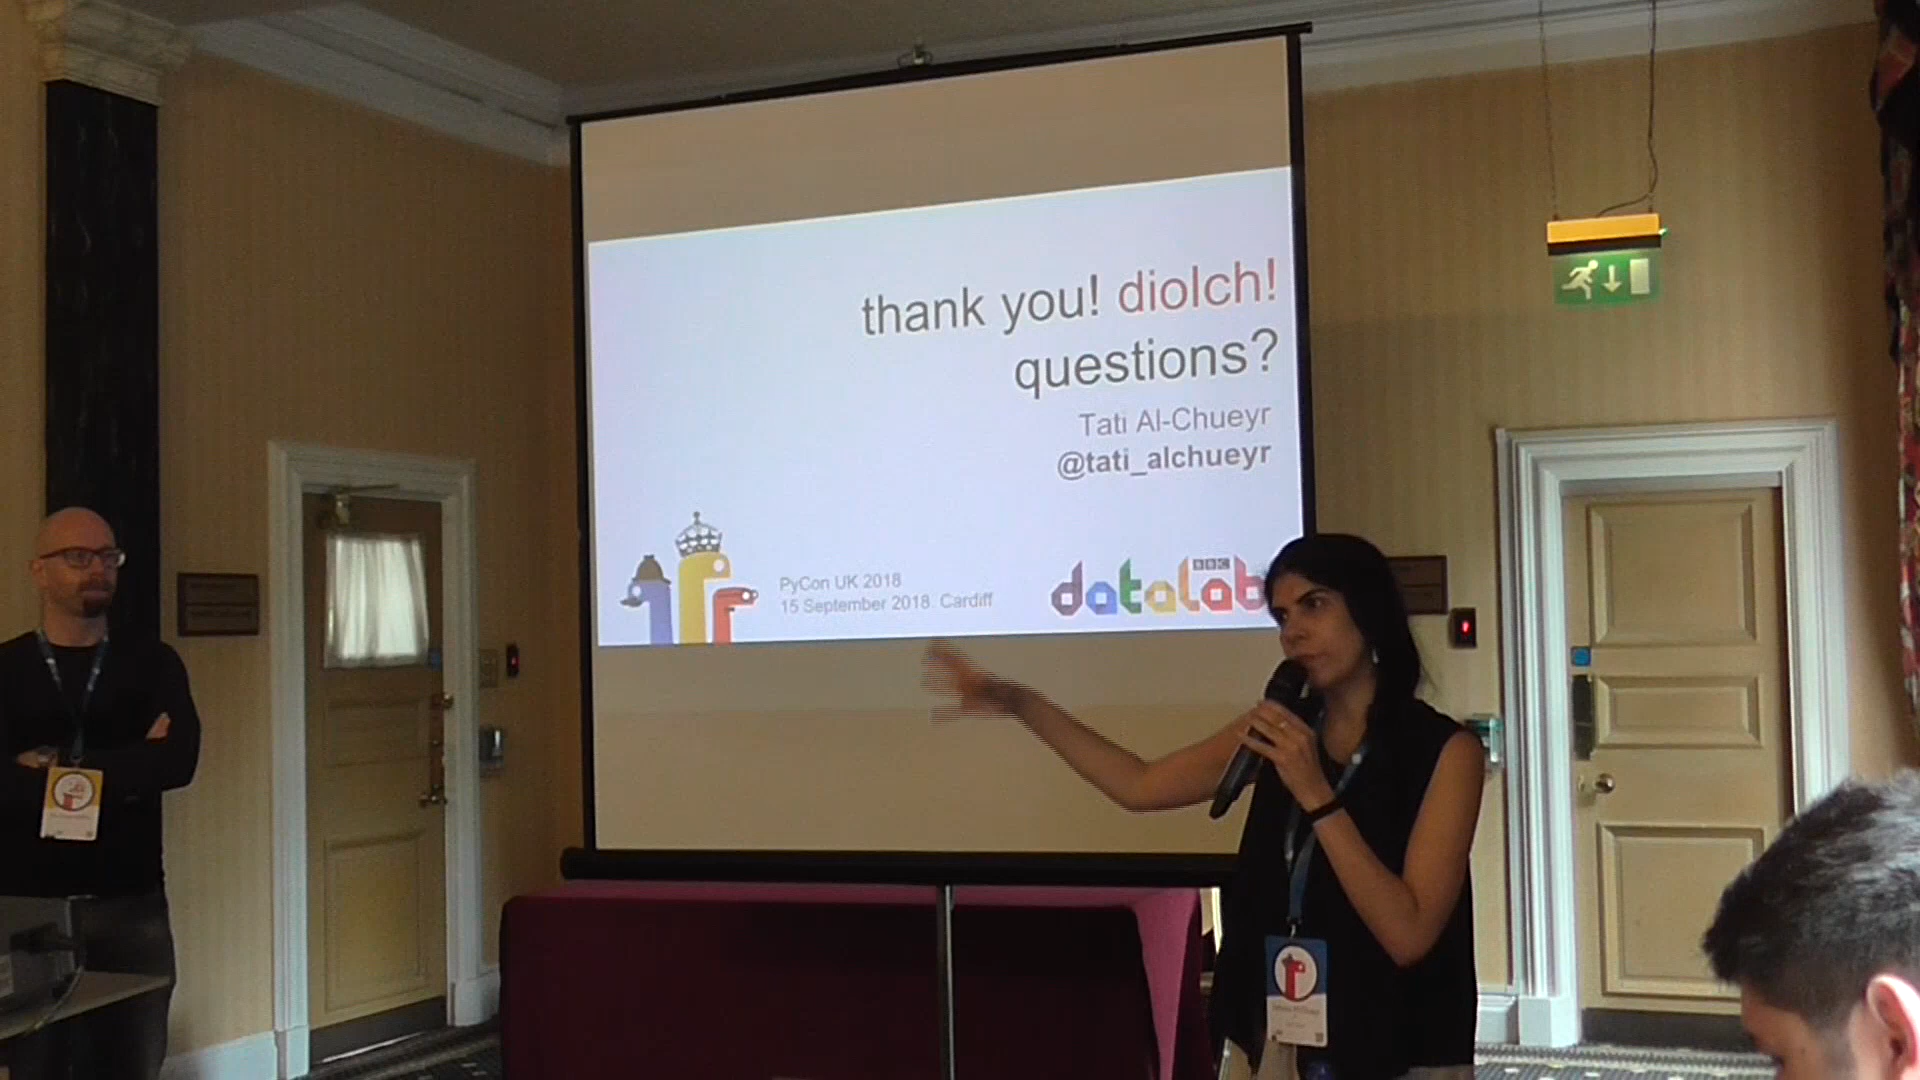 thank you! diolch!
questions?
Tati Al-Chueyr
@tati_alchueyr
PyCon UK 2018
15 September 2018. Cardiff
BBC
datalab